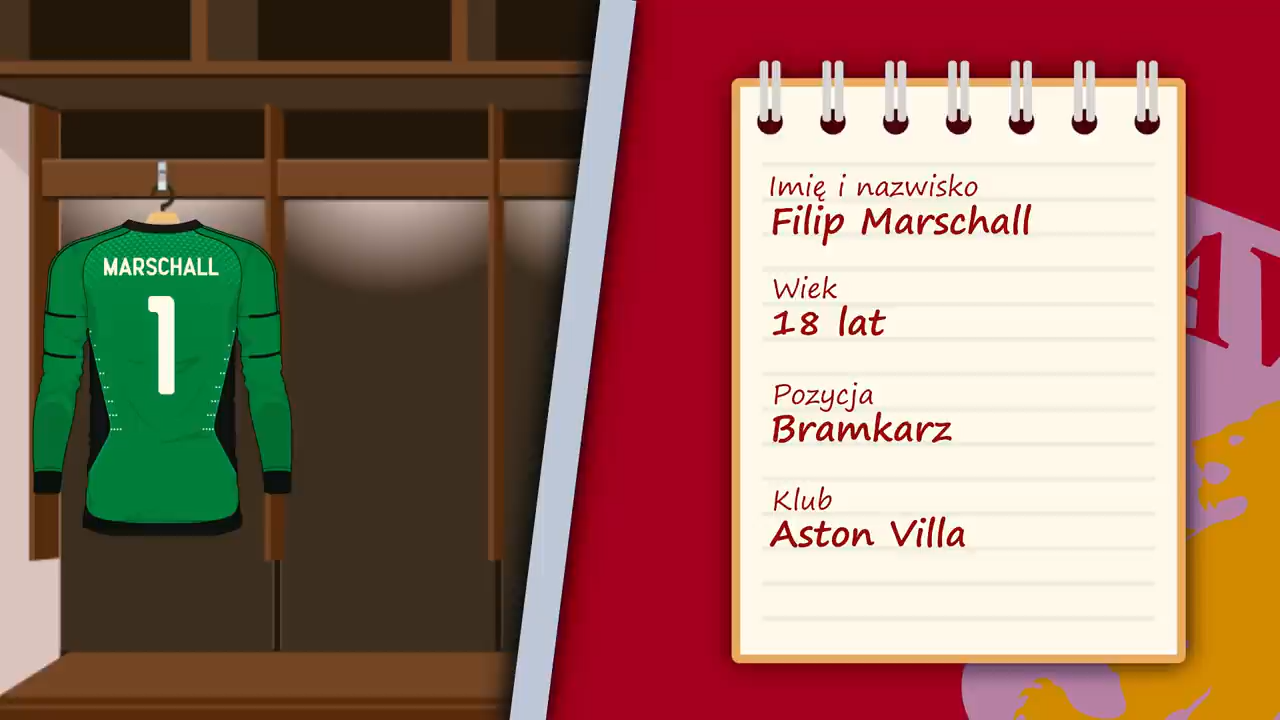 MARSCHALL
1
Imię i nazwisko
Filip Marschall
Wiek
18 lat
Pozycja
Bramkarz
Klub
Aston Villa